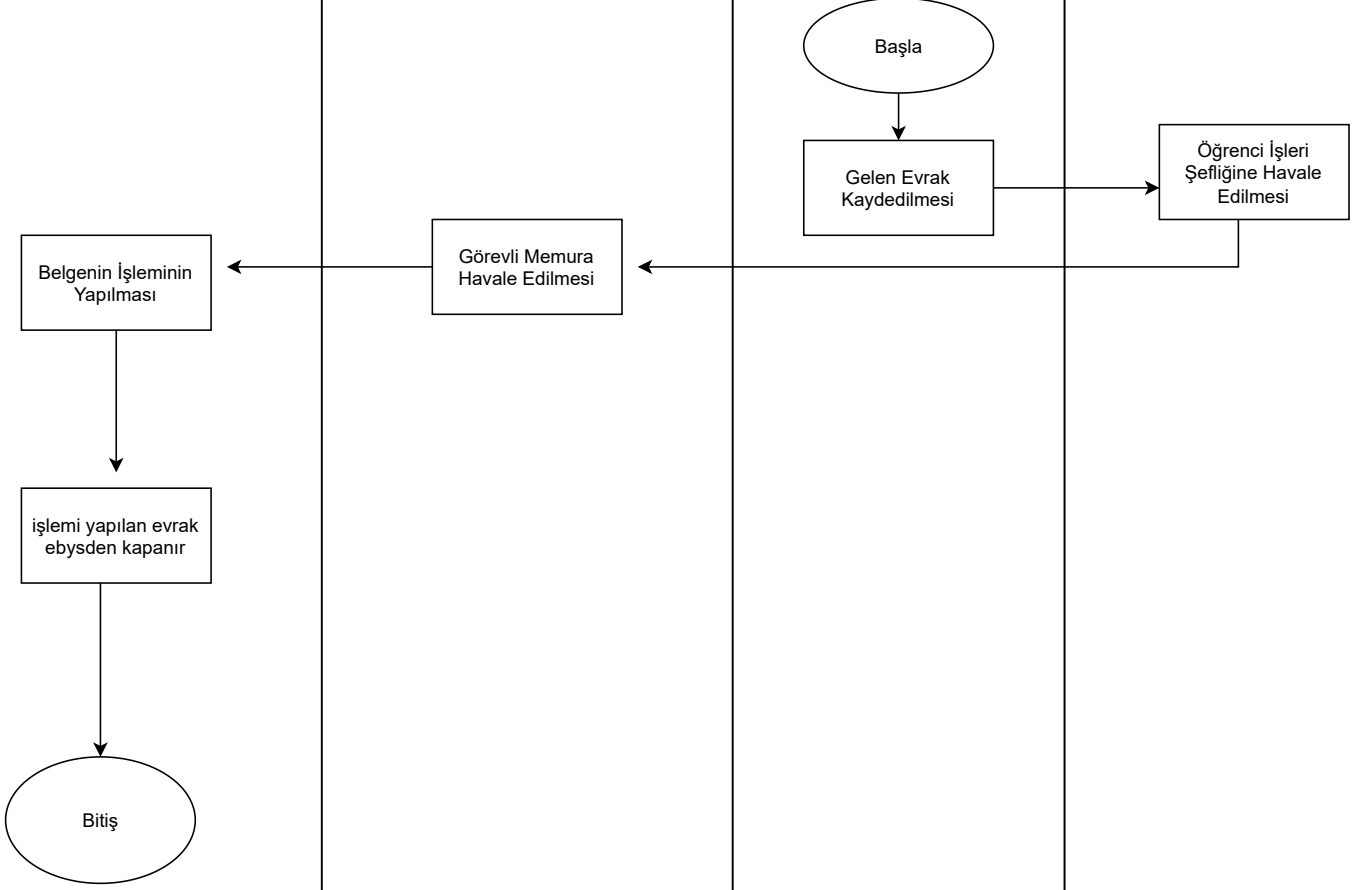 Başla
Gelen Evrak
Kaydedilmesi
Öğrenci İşleri
Şefliğine Havale
Edilmesi
Görevli Memura
Havale Edilmesi
Belgenin İşleminin
Yapılması
işlemi yapılan evrak
ebysden kapanır
Bitiş